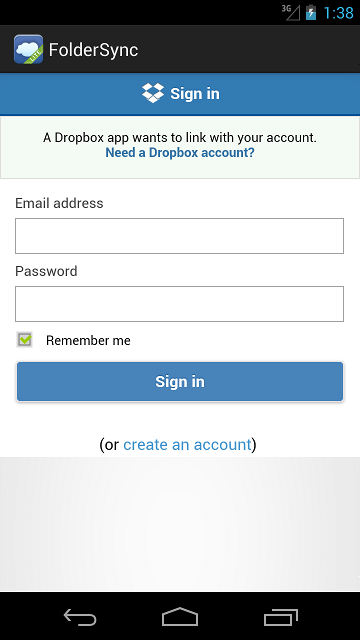 3G 1:38
LITE
FolderSync
Sign in
A Dropbox app wants to link with your account.
Need a Dropbox account?
Email address
Password
Remember me
Sign in
(or create an account)